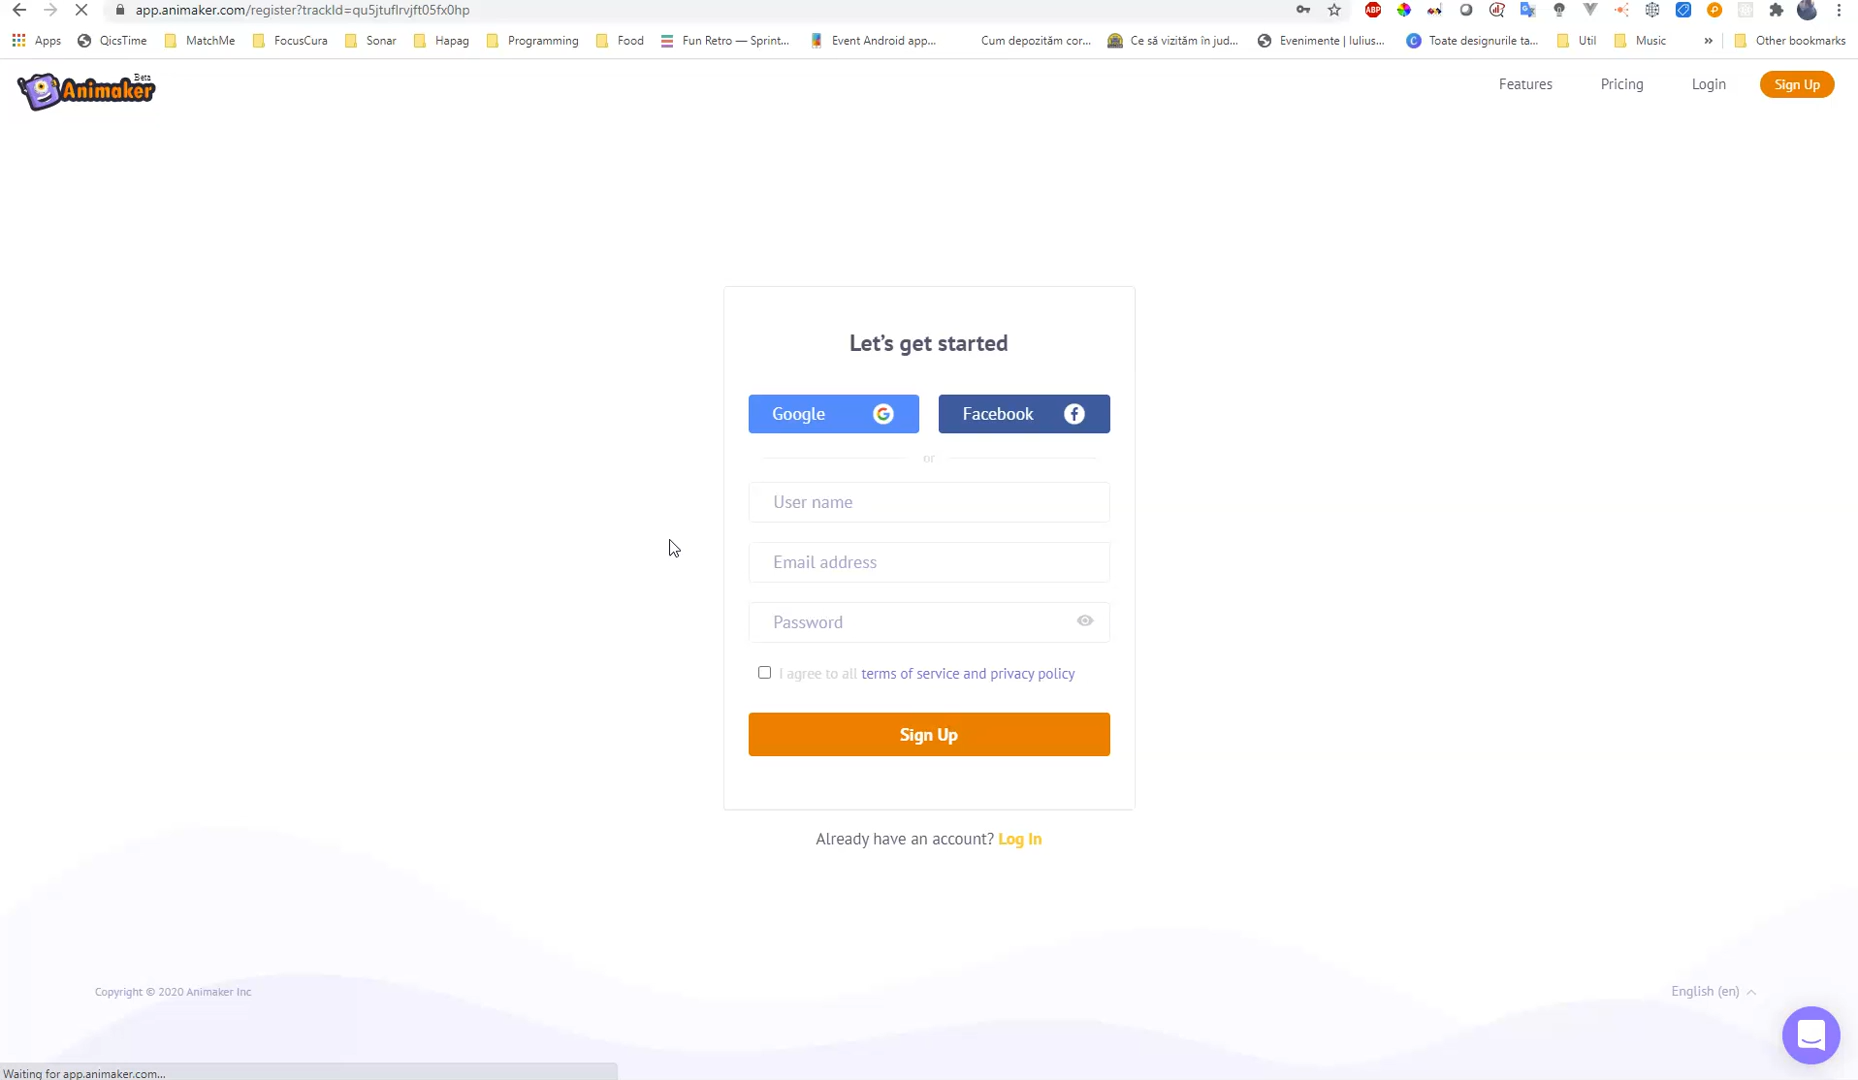 app.animaker.com/register?trackId=qu5jtuflrvjft05fx0hp
ABP
Apps QicsTime MatchMe FocusCura Sonar Hapag Programming Food Fun Retro — Sprint... Event Android app... Cum depozităm cor... Ce să vizităm în jud... Evenimente | Iulius... Toate designurile ta... Util Music » Other bookmarks
Animaker Beta
Features Pricing Login Sign Up
Let's get started
Google Facebook
or
User name
Email address
Password
I agree to all terms of service and privacy policy
Sign Up
Already have an account? Log In
Copyright © 2020 Animaker Inc
English (en)
Waiting for app.animaker.com...